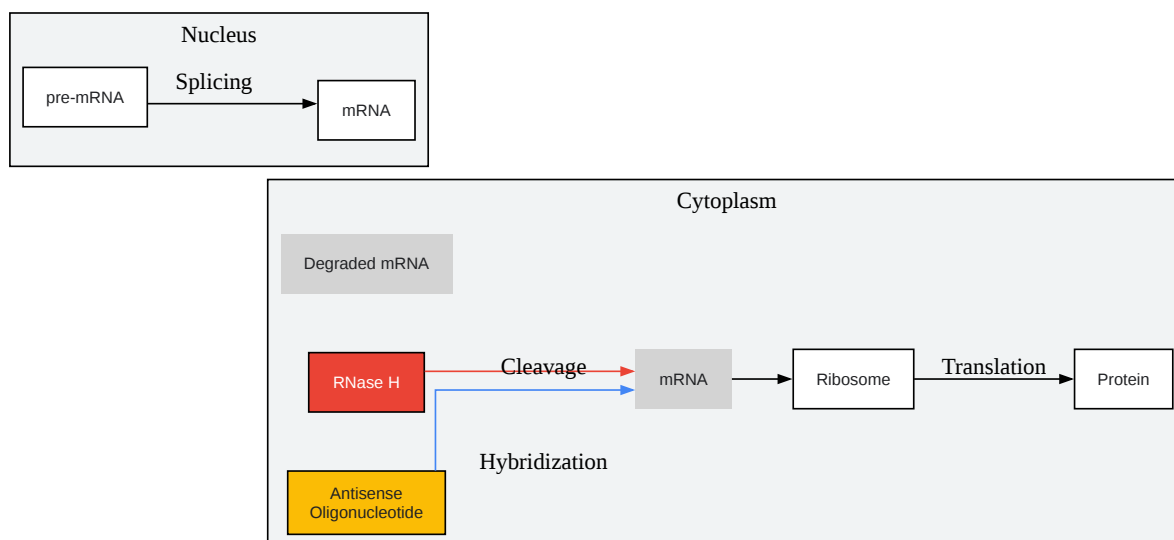 Nucleus
Splicing
pre-mRNA
mRNA
Cytoplasm
Degraded mRNA
RNase H
Cleavage
mRNA
Ribosome
Translation
Protein
Hybridization
Antisense
Oligonucleotide